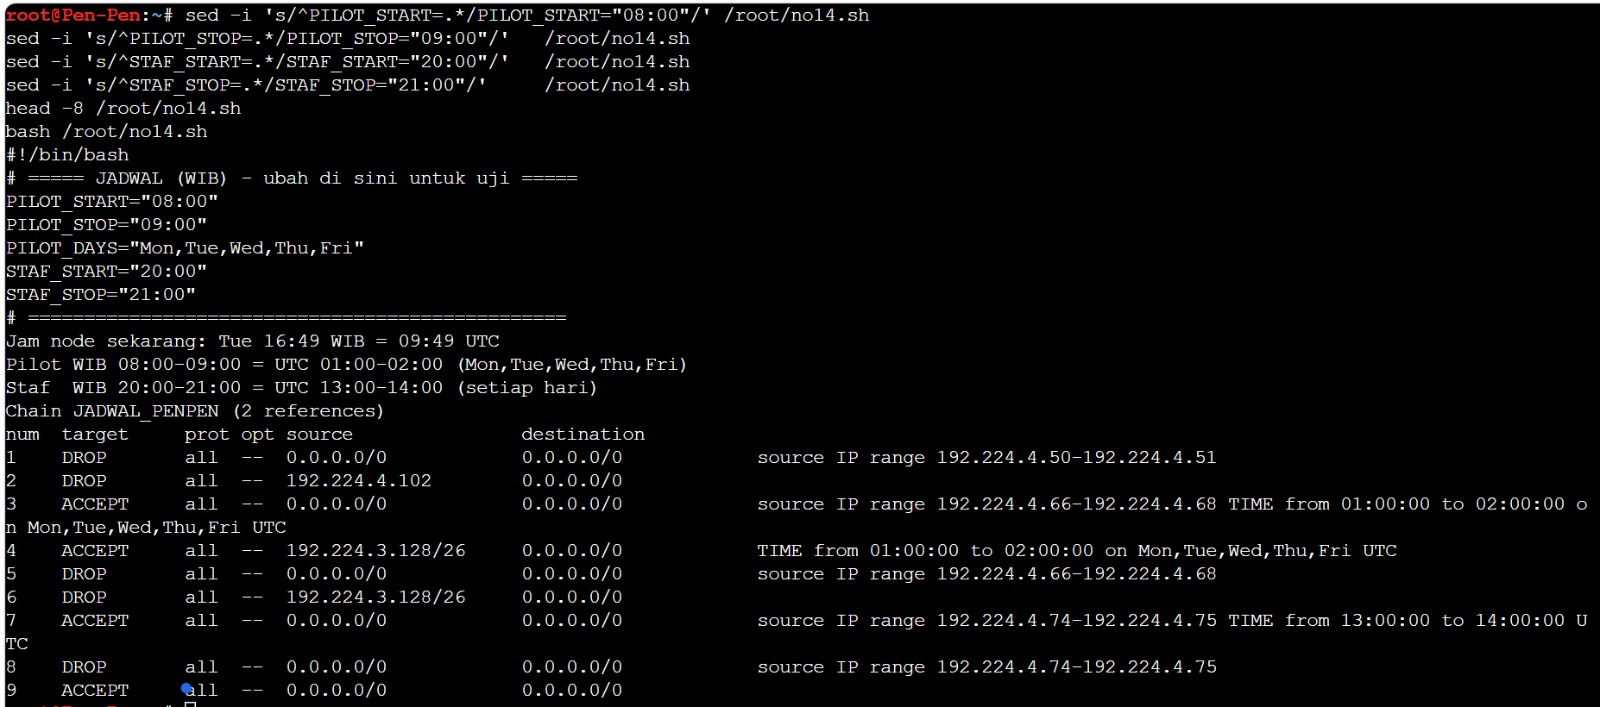 root@Pen-Pen:~# sed -i 's/^PILOT_START=.*/PILOT_START="08:00"/' /root/no14.sh
sed -i 's/^PILOT_STOP=.*/PILOT_STOP="09:00"/'   /root/no14.sh
sed -i 's/^STAF_START=.*/STAF_START="20:00"/'   /root/no14.sh
sed -i 's/^STAF_STOP=.*/STAF_STOP="21:00"/'     /root/no14.sh
head -8 /root/no14.sh
bash /root/no14.sh
#!/bin/bash
# ===== JADWAL (WIB) - ubah di sini untuk uji =====
PILOT_START="08:00"
PILOT_STOP="09:00"
PILOT_DAYS="Mon,Tue,Wed,Thu,Fri"
STAF_START="20:00"
STAF_STOP="21:00"
# ================================================
Jam node sekarang: Tue 16:49 WIB = 09:49 UTC
Pilot WIB 08:00-09:00 = UTC 01:00-02:00 (Mon,Tue,Wed,Thu,Fri)
Staf  WIB 20:00-21:00 = UTC 13:00-14:00 (setiap hari)
Chain JADWAL_PENPEN (2 references)
num  target     prot opt source               destination
1    DROP       all  --  0.0.0.0/0            0.0.0.0/0            source IP range 192.224.4.50-192.224.4.51
2    DROP       all  --  192.224.4.102        0.0.0.0/0
3    ACCEPT     all  --  0.0.0.0/0            0.0.0.0/0            source IP range 192.224.4.66-192.224.4.68 TIME from 01:00:00 to 02:00:00 o
n Mon,Tue,Wed,Thu,Fri UTC
4    ACCEPT     all  --  192.224.3.128/26     0.0.0.0/0            TIME from 01:00:00 to 02:00:00 on Mon,Tue,Wed,Thu,Fri UTC
5    DROP       all  --  0.0.0.0/0            0.0.0.0/0            source IP range 192.224.4.66-192.224.4.68
6    DROP       all  --  192.224.3.128/26     0.0.0.0/0
7    ACCEPT     all  --  0.0.0.0/0            0.0.0.0/0            source IP range 192.224.4.74-192.224.4.75 TIME from 13:00:00 to 14:00:00 U
TC
8    DROP       all  --  0.0.0.0/0            0.0.0.0/0            source IP range 192.224.4.74-192.224.4.75
9    ACCEPT     all  --  0.0.0.0/0            0.0.0.0/0